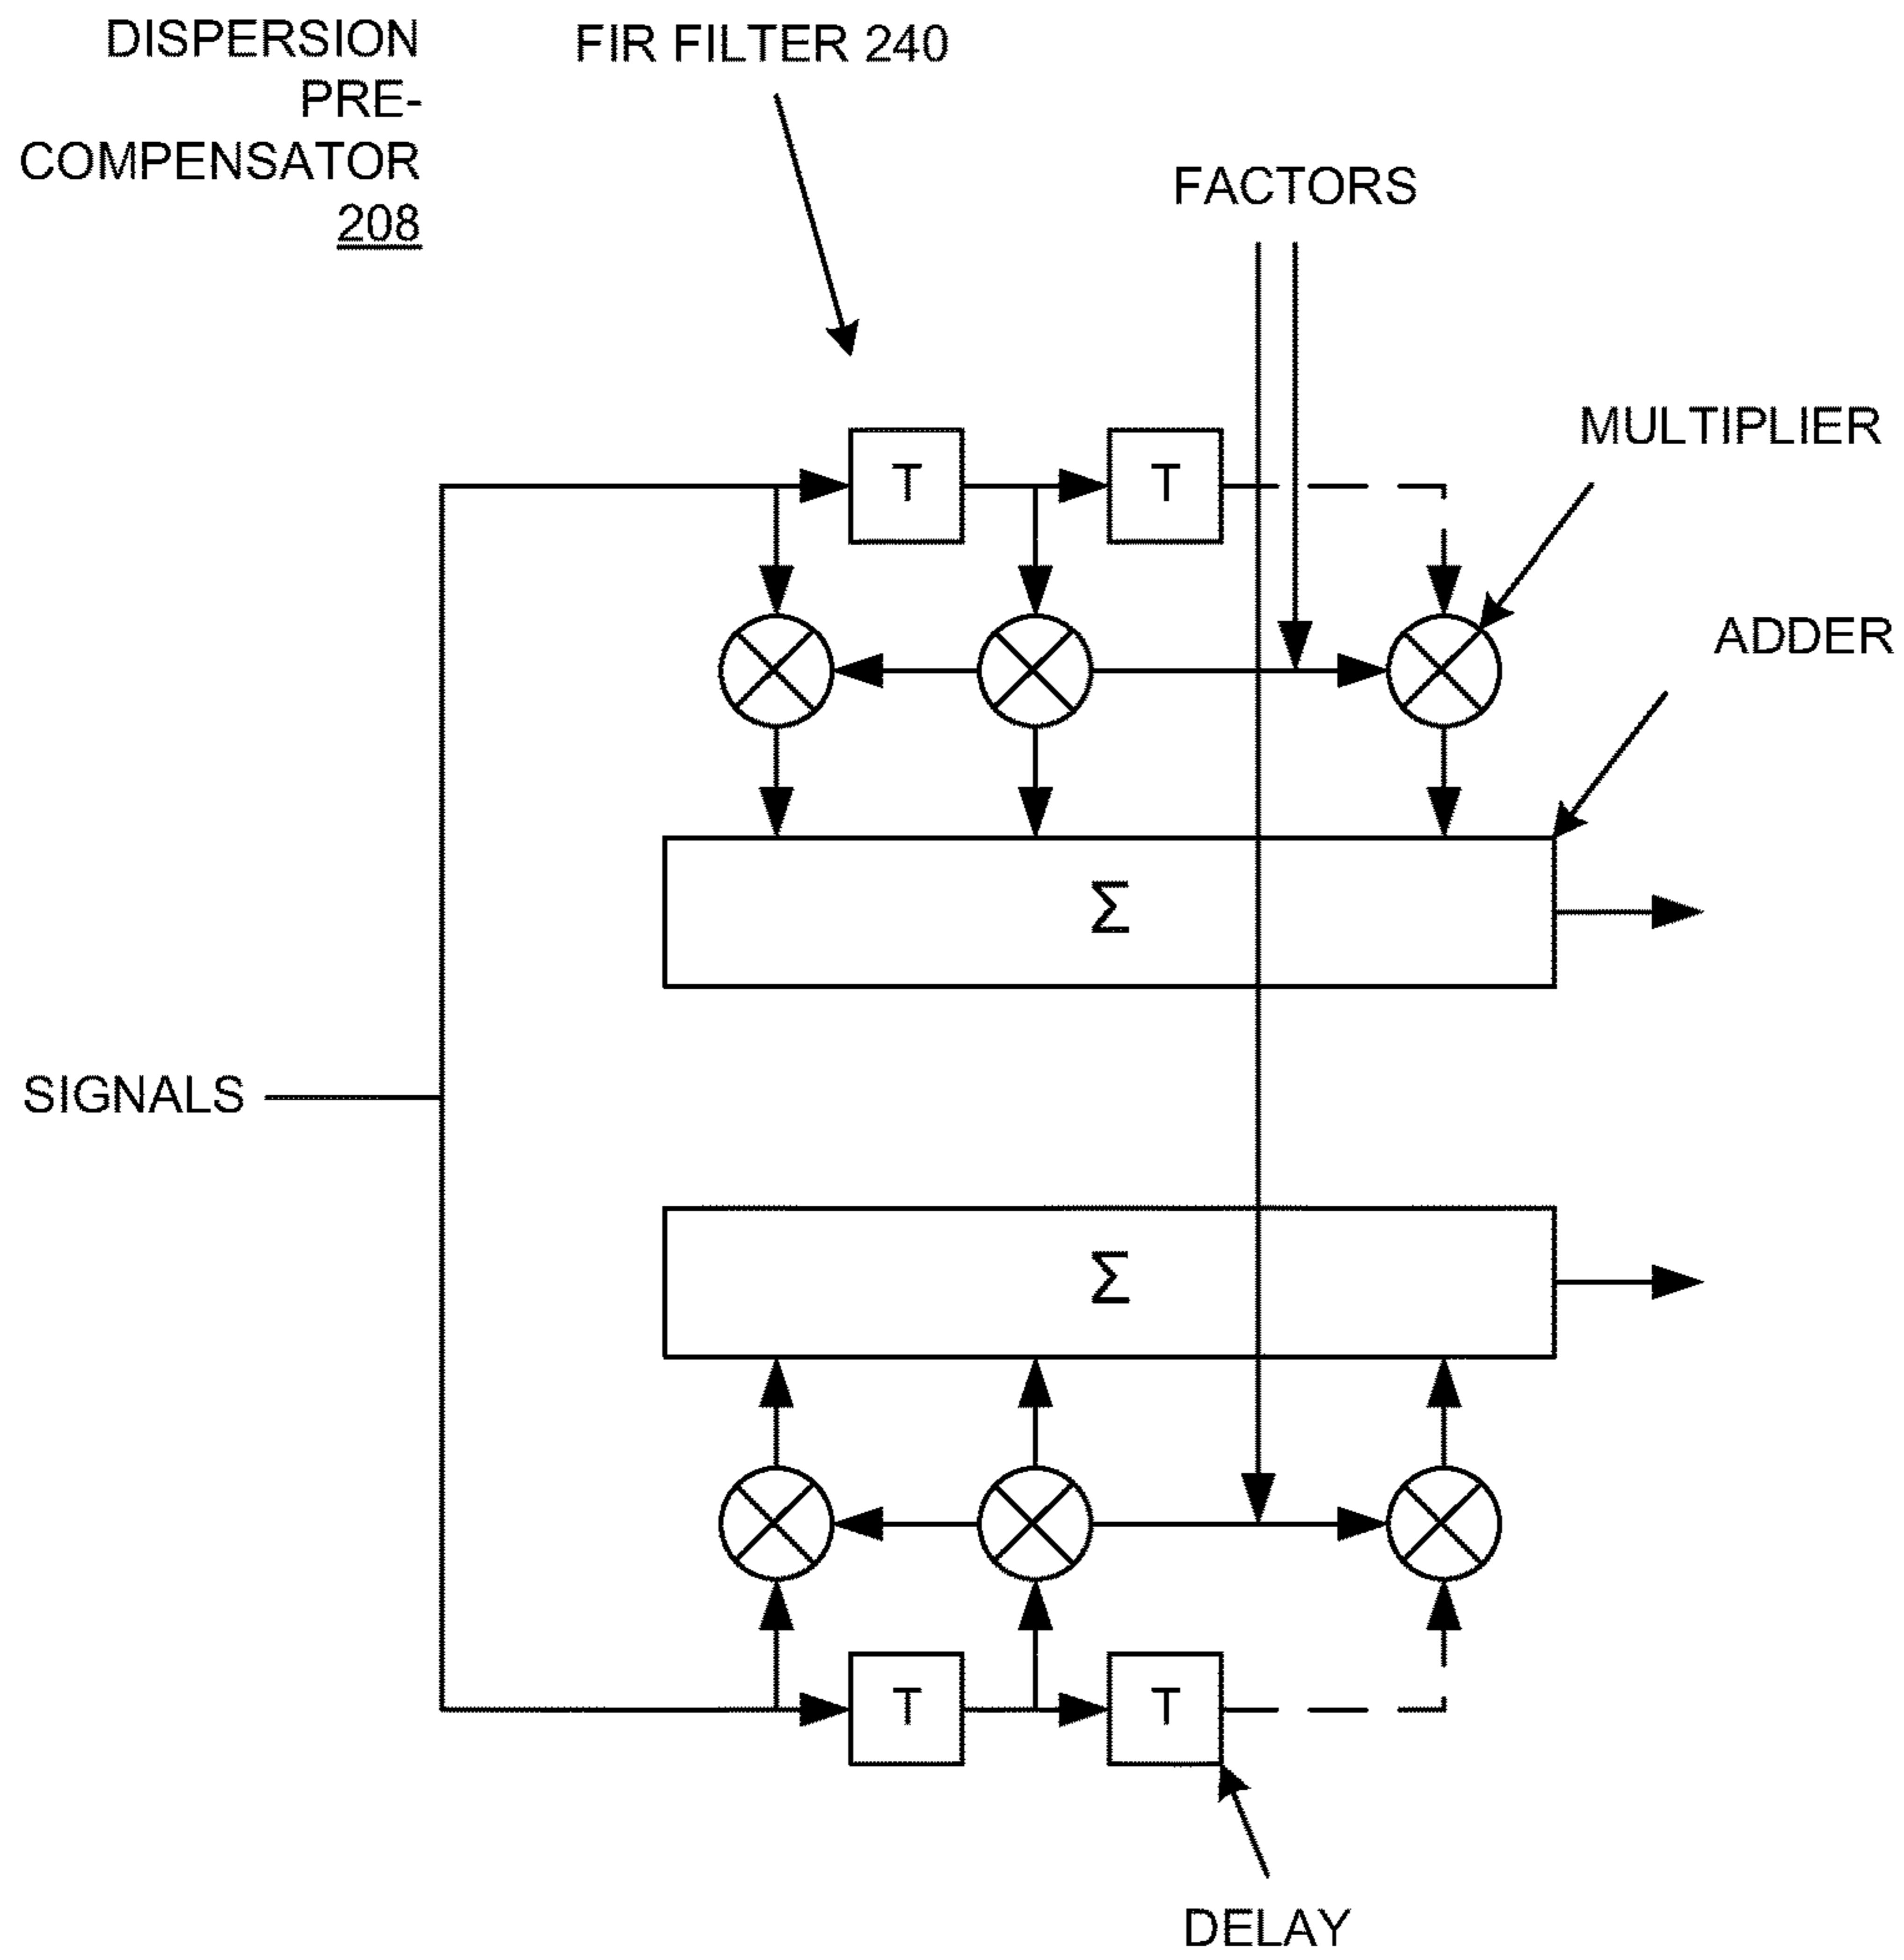 DISPERSION
PRE-
COMPENSATOR
208
FIR FILTER 240
FACTORS
MULTIPLIER
T
T
ADDER
Σ
SIGNALS
Σ
T
T
DELAY